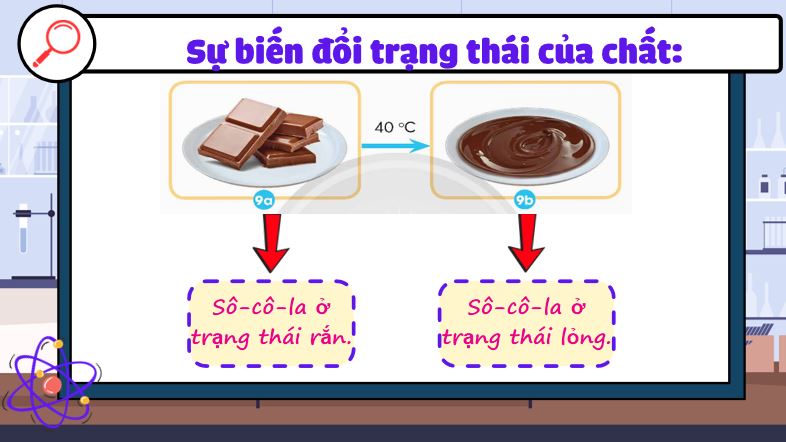 Sự biến đổi trạng thái của chất:
40 °C
9a
9b
Sô-cô-la ở
trạng thái rắn.
Sô-cô-la ở
trạng thái lỏng.